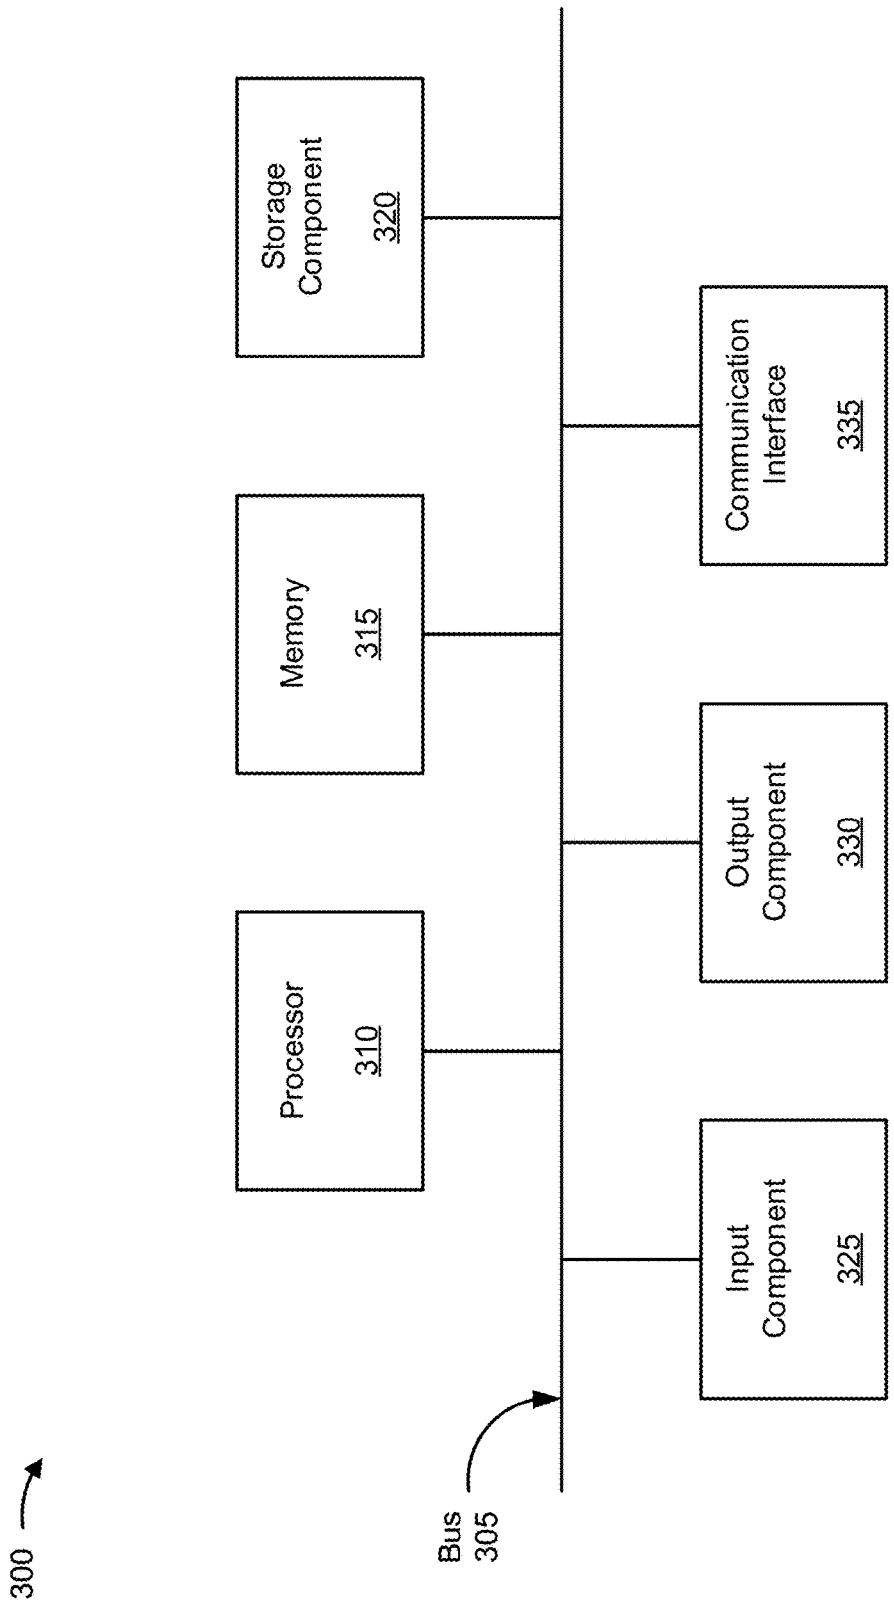 300
Bus
305
Processor
310
Memory
315
Storage
Component
320
Input
Component
325
Output
Component
330
Communication
Interface
335